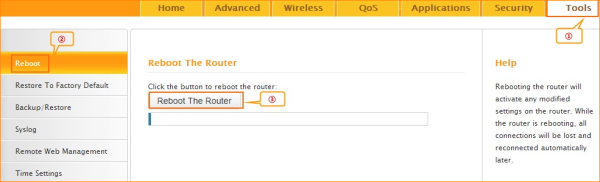 Home Advanced Wireless QoS Applications Security Tools
②
①
Reboot
Restore To Factory Default
Backup/Restore
Syslog
Remote Web Management
Time Settings
Reboot The Router
Click the button to reboot the router:
Reboot The Router
③
Help
Rebooting the router will
activate any modified
settings on the router. While
the router is rebooting, all
connections will be lost and
reconnected automatically
later.